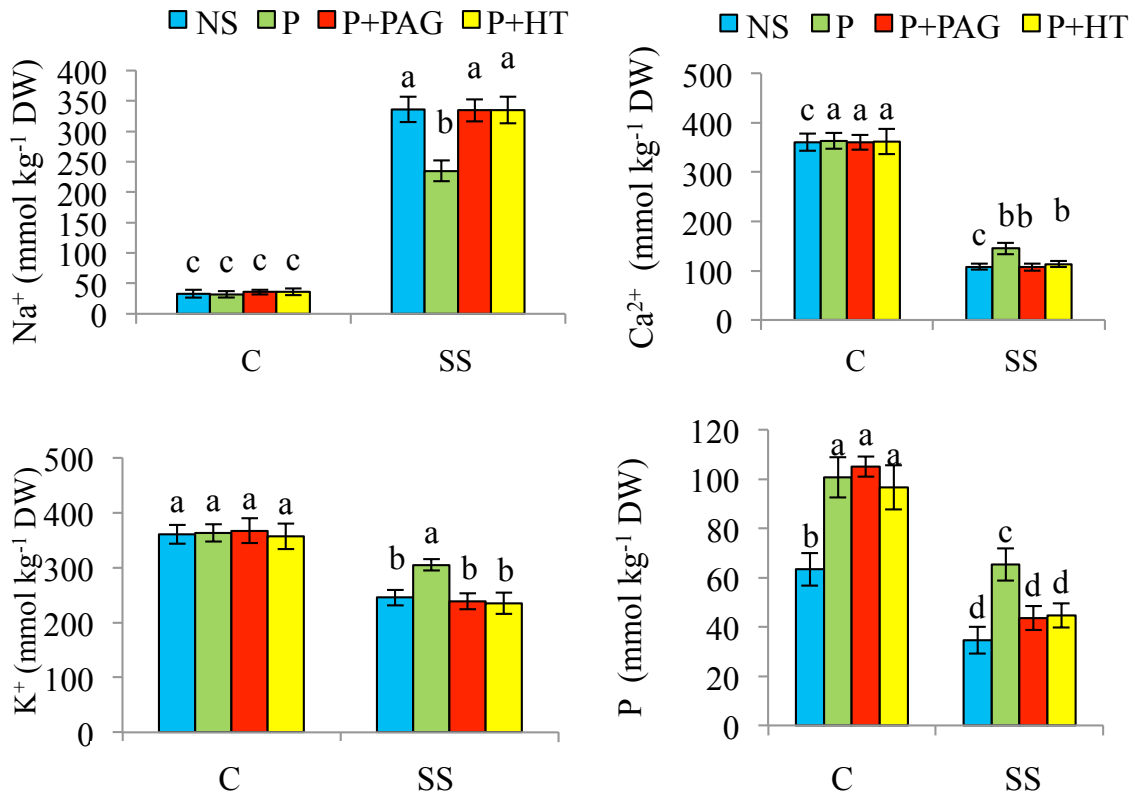 NS P P+PAG P+HT
Na⁺ (mmol kg⁻¹ DW)
400
350
300
250
200
150
100
50
0
c c c c
a b a a
C SS
NS P P+PAG P+HT
Ca²⁺ (mmol kg⁻¹ DW)
500
400
300
200
100
0
c a a a
c bb b
C SS
K⁺ (mmol kg⁻¹ DW)
500
400
300
200
100
0
a a a a
b a b b
C SS
P (mmol kg⁻¹ DW)
120
100
80
60
40
20
0
b a a a
d c d d
C SS